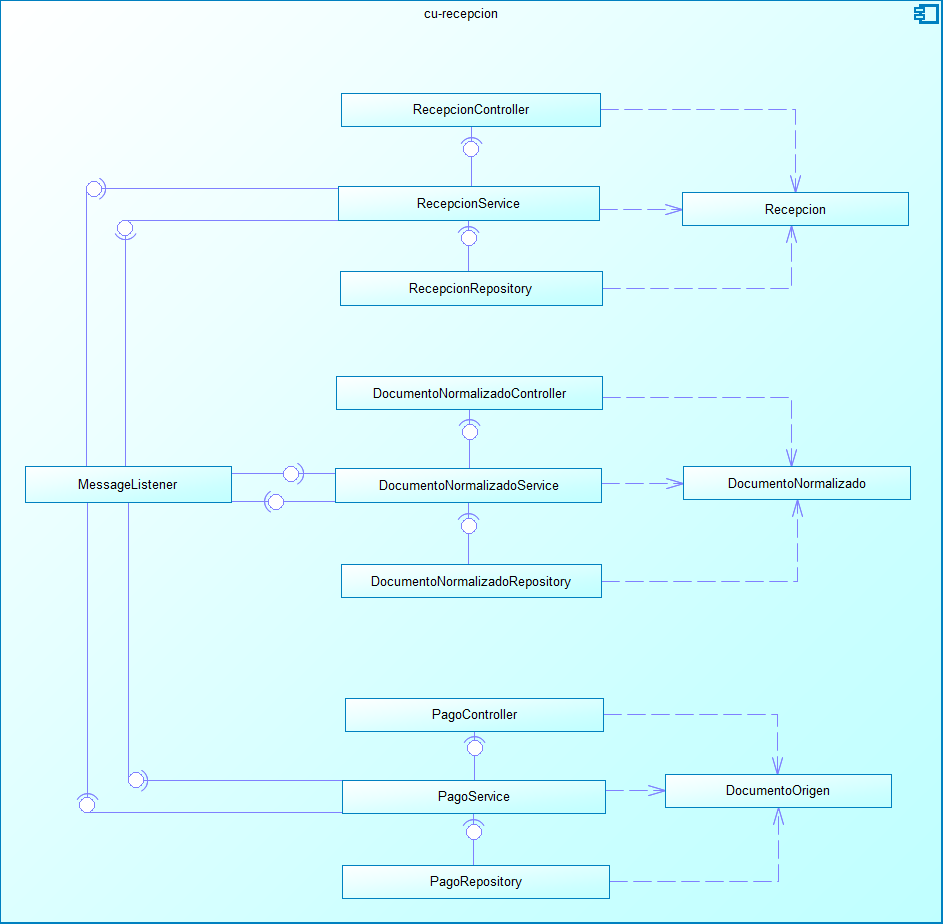 cu-recepcion
RecepcionController
RecepcionService
Recepcion
RecepcionRepository
DocumentoNormalizadoController
MessageListener
DocumentoNormalizadoService
DocumentoNormalizado
DocumentoNormalizadoRepository
PagoController
PagoService
DocumentoOrigen
PagoRepository